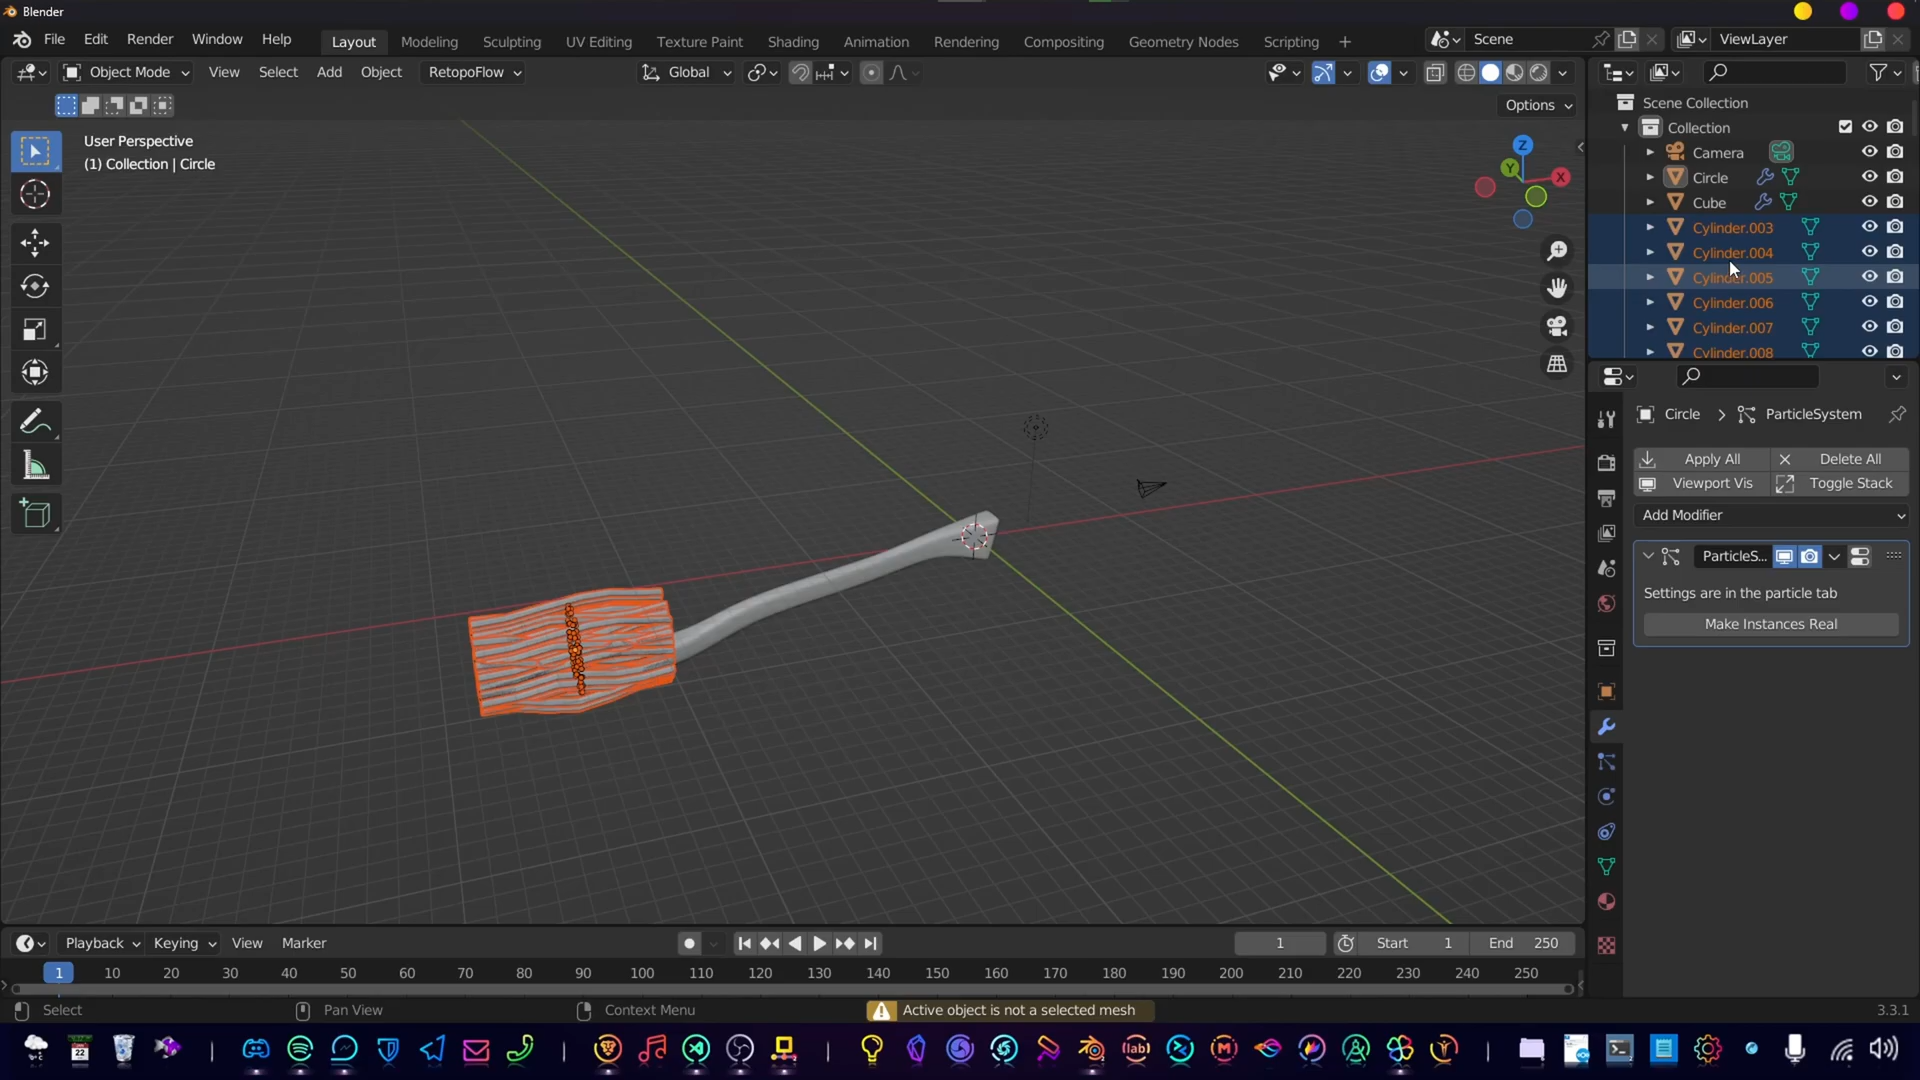 Blender
File Edit Render Window Help Layout Modeling Sculpting UV Editing Texture Paint Shading Animation Rendering Compositing Geometry Nodes Scripting + Scene ViewLayer
Object Mode View Select Add Object RetopoFlow Global
Options
User Perspective
(1) Collection | Circle
Z
Y
X
Scene Collection
Collection
Camera
Circle
Cube
Cylinder.003
Cylinder.004
Cylinder.005
Cylinder.006
Cylinder.007
Cylinder.008
Circle > ParticleSystem
Apply All Delete All
Viewport Vis Toggle Stack
Add Modifier
ParticleS...
Settings are in the particle tab
Make Instances Real
Playback Keying View Marker 1 Start 1 End 250
1 10 20 30 40 50 60 70 80 90 100 110 120 130 140 150 160 170 180 190 200 210 220 230 240 250
Select Pan View Context Menu Active object is not a selected mesh 3.3.1
22
lab